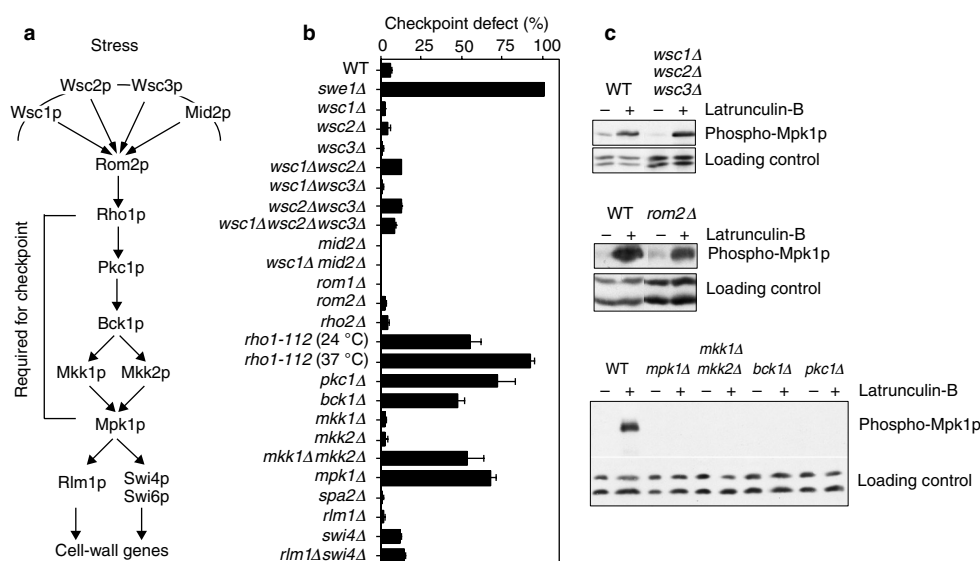 a
Stress
Wsc2p Wsc3p
Wsc1p Mid2p
Rom2p
Rho1p
Pkc1p
Bck1p
Mkk1p Mkk2p
Mpk1p
Rlm1p Swi4p
Swi6p
Cell-wall genes
Required for checkpoint
b
Checkpoint defect (%)
0 25 50 75 100
WT
swe1Δ
wsc1Δ
wsc2Δ
wsc3Δ
wsc1Δwsc2Δ
wsc1Δwsc3Δ
wsc2Δwsc3Δ
wsc1Δwsc2Δwsc3Δ
mid2Δ
wsc1Δ mid2Δ
rom1Δ
rom2Δ
rho2Δ
rho1-112 (24 °C)
rho1-112 (37 °C)
pkc1Δ
bck1Δ
mkk1Δ
mkk2Δ
mkk1Δmkk2Δ
mpk1Δ
spa2Δ
rlm1Δ
swi4Δ
rlm1Δswi4Δ
c
wsc1Δ
wsc2Δ
WT wsc3Δ
– + – + Latrunculin-B
Phospho-Mpk1p
Loading control
WT rom2Δ
– + – + Latrunculin-B
Phospho-Mpk1p
Loading control
mkk1Δ
WT mpk1Δ mkk2Δ bck1Δ pkc1Δ
– + – + – + – + – + Latrunculin-B
Phospho-Mpk1p
Loading control